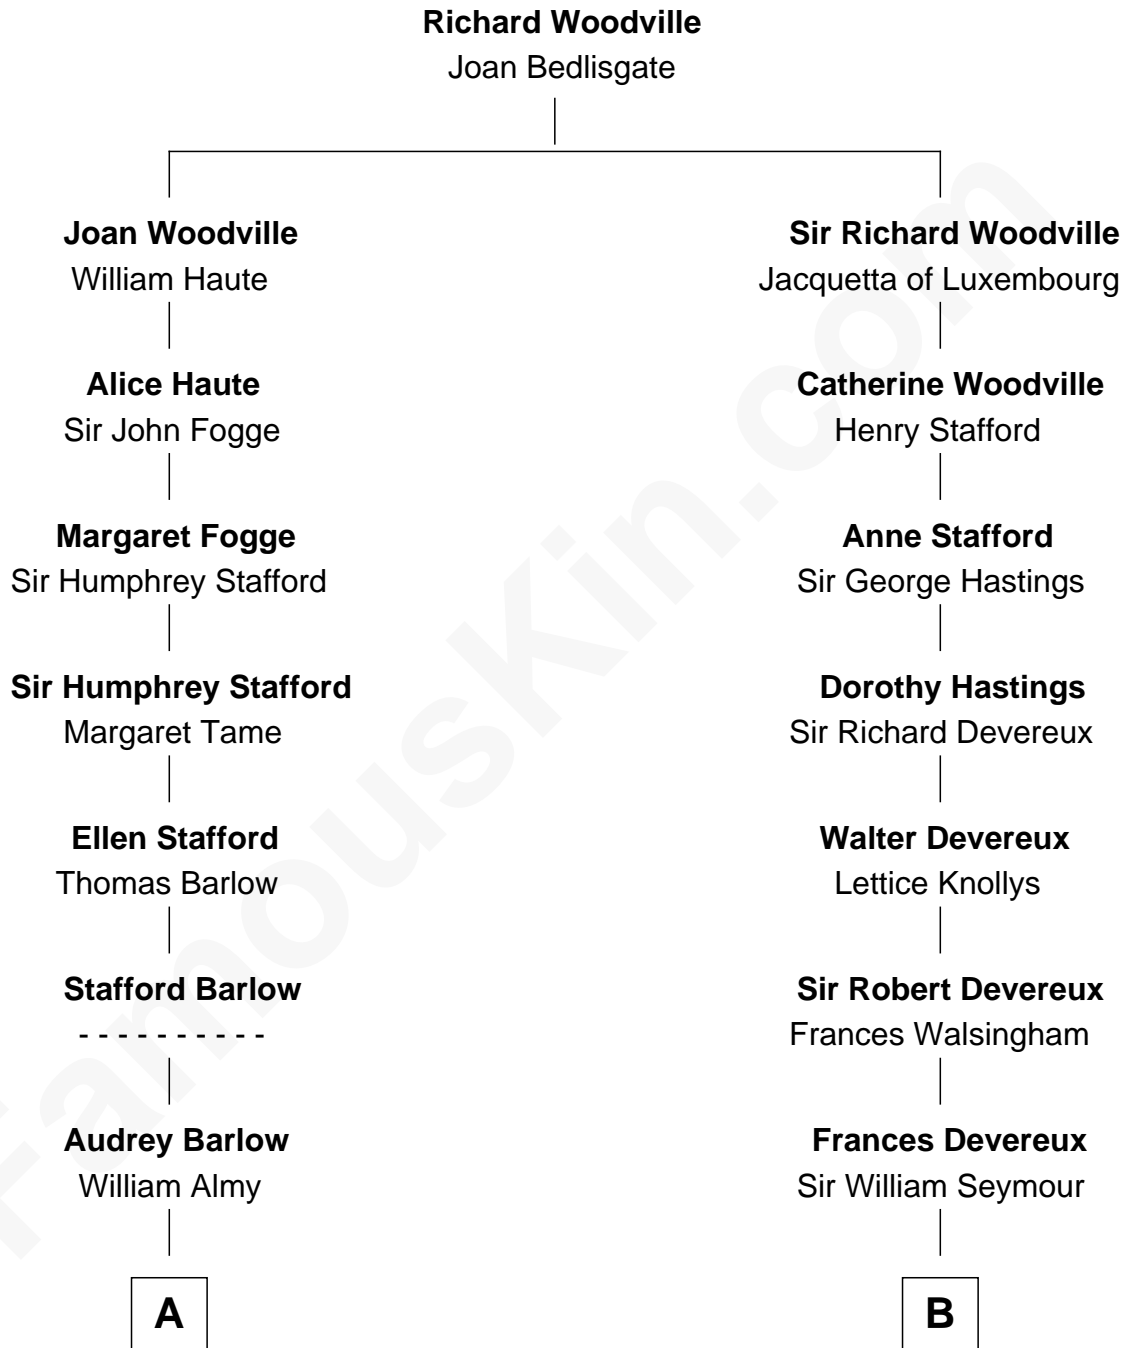 Richard Woodville
Joan Bedlisgate
Joan Woodville
William Haute
Sir Richard Woodville
Jacquetta of Luxembourg
Alice Haute
Sir John Fogge
Catherine Woodville
Henry Stafford
Margaret Fogge
Sir Humphrey Stafford
Anne Stafford
Sir George Hastings
Sir Humphrey Stafford
Margaret Tame
Dorothy Hastings
Sir Richard Devereux
Ellen Stafford
Thomas Barlow
Walter Devereux
Lettice Knollys
Stafford Barlow
- - - - - - - - - -
Sir Robert Devereux
Frances Walsingham
Audrey Barlow
William Almy
Frances Devereux
Sir William Seymour
A
B
FamousKin.com